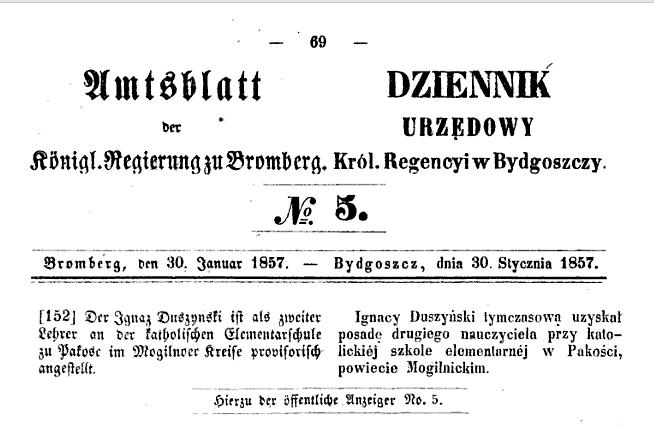 — 69 —
Amtsblatt
der
Königl. Regierung zu Bromberg.
DZIENNIK
URZĘDOWY
Król. Regencyi w Bydgoszczy.
№ 5.
Bromberg, den 30. Januar 1857. — Bydgoszcz, dnia 30. Stycznia 1857.
[152] Der Ignaz Duszynski ist als zweiter
Lehrer an der katholischen Elementarschule
zu Pakosc im Mogilnoer Kreise provisorisch
angestellt.
Ignacy Duszyński tymczasową uzyskał
posadę drugiego nauczyciela przy kato-
lickiéj szkole elementarnéj w Pakości,
powiecie Mogilnickim.
Hierzu der öffentliche Anzeiger No. 5.